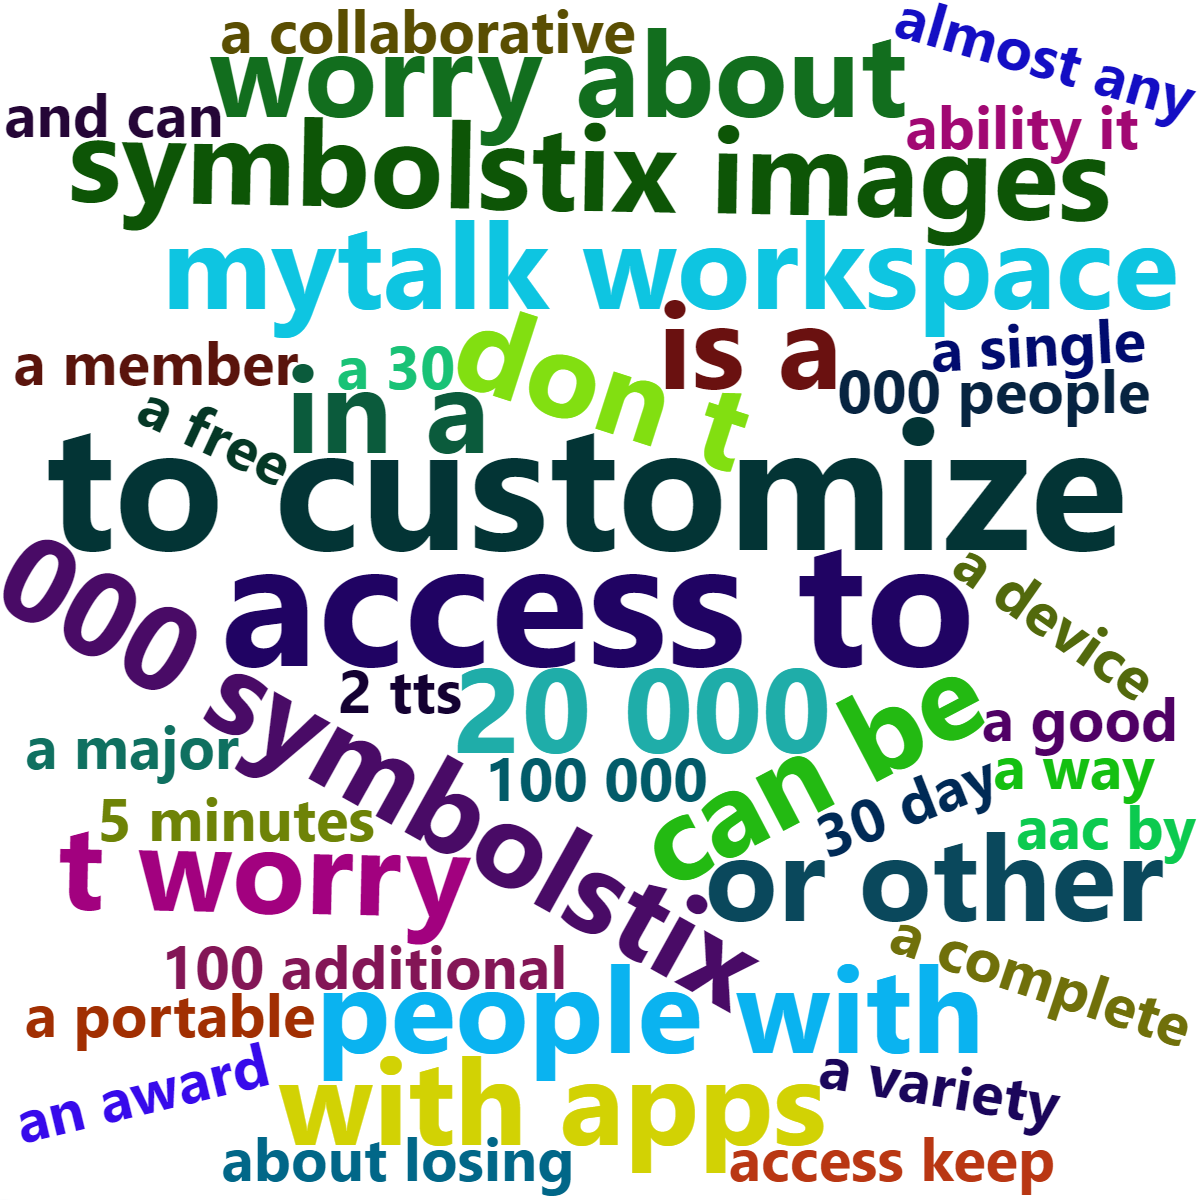 a collaborative
almost any
worry about
and can
ability it
symbolstix images
mytalk workspace
is a
a single
a member
a 30
don t
000 people
a free
in a
to customize
access to
a device
000 symbolstix
2 tts
20 000
can be
a good
a major
100 000
30 day
a way
5 minutes
aac by
t worry
or other
100 additional
a complete
a portable
people with
an award
with apps
a variety
about losing
access keep